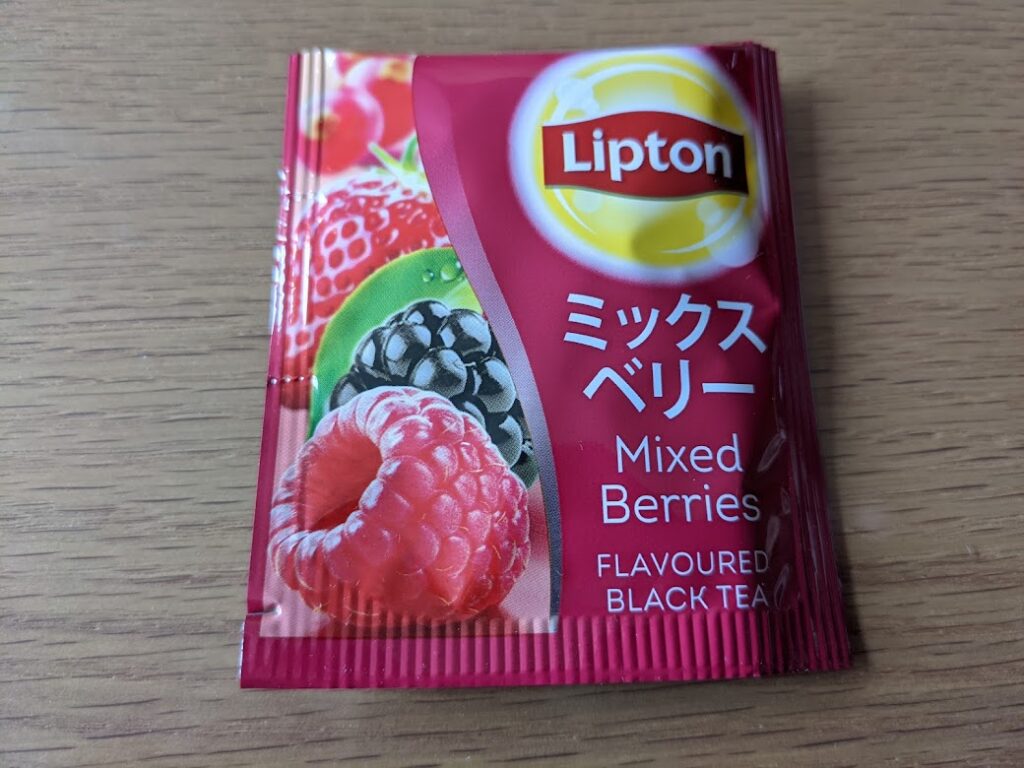 Lipton
ミックス
ベリー
Mixed
Berries
FLAVOURED
BLACK TEA